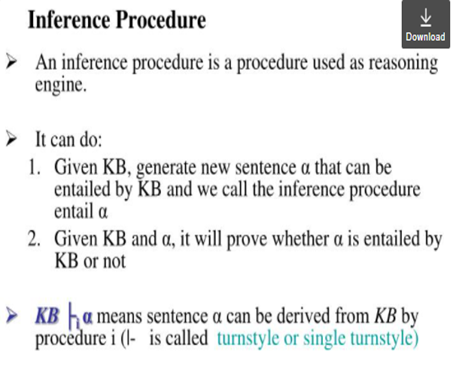 Inference Procedure
Download
➢ An inference procedure is a procedure used as reasoning
engine.
➢ It can do:
1. Given KB, generate new sentence α that can be
entailed by KB and we call the inference procedure
entail α
2. Given KB and α, it will prove whether α is entailed by
KB or not
➢ KB ⊢ᵢ α means sentence α can be derived from KB by
procedure i (l- is called turnstyle or single turnstyle)